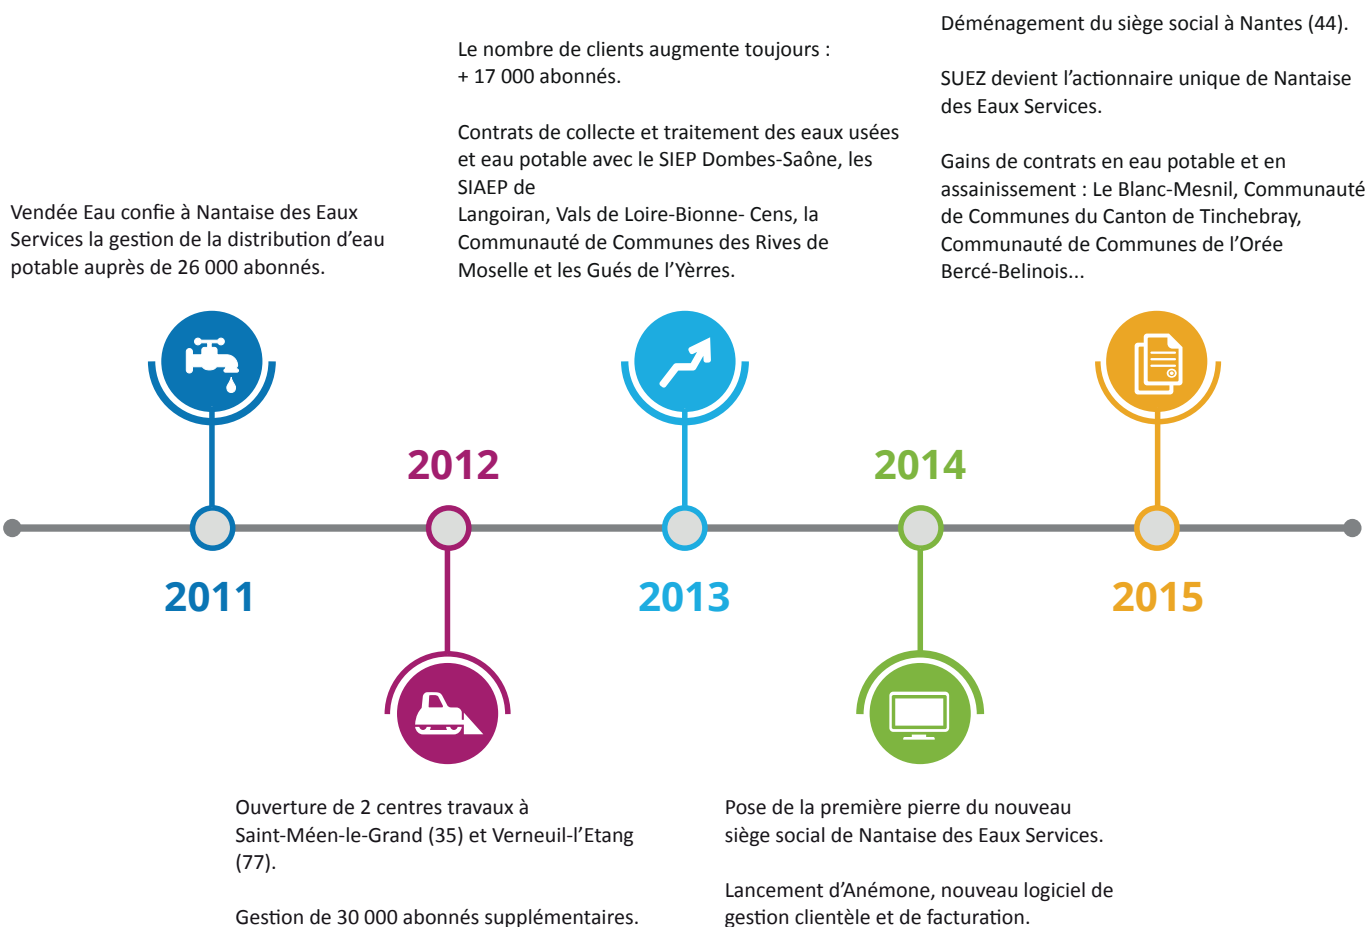 Vendée Eau confie à Nantaise des Eaux
Services la gestion de la distribution d’eau
potable auprès de 26 000 abonnés.
2011
2012
Ouverture de 2 centres travaux à
Saint-Méen-le-Grand (35) et Verneuil-l’Etang
(77).
Gestion de 30 000 abonnés supplémentaires.
Le nombre de clients augmente toujours :
+ 17 000 abonnés.
Contrats de collecte et traitement des eaux usées
et eau potable avec le SIEP Dombes-Saône, les
SIAEP de
Langoiran, Vals de Loire-Bionne- Cens, la
Communauté de Communes des Rives de
Moselle et les Gués de l’Yèrres.
2013
2014
Pose de la première pierre du nouveau
siège social de Nantaise des Eaux Services.
Lancement d’Anémone, nouveau logiciel de
gestion clientèle et de facturation.
Déménagement du siège social à Nantes (44).
SUEZ devient l’actionnaire unique de Nantaise
des Eaux Services.
Gains de contrats en eau potable et en
assainissement : Le Blanc-Mesnil, Communauté
de Communes du Canton de Tinchebray,
Communauté de Communes de l’Orée
Bercé-Belinois...
2015